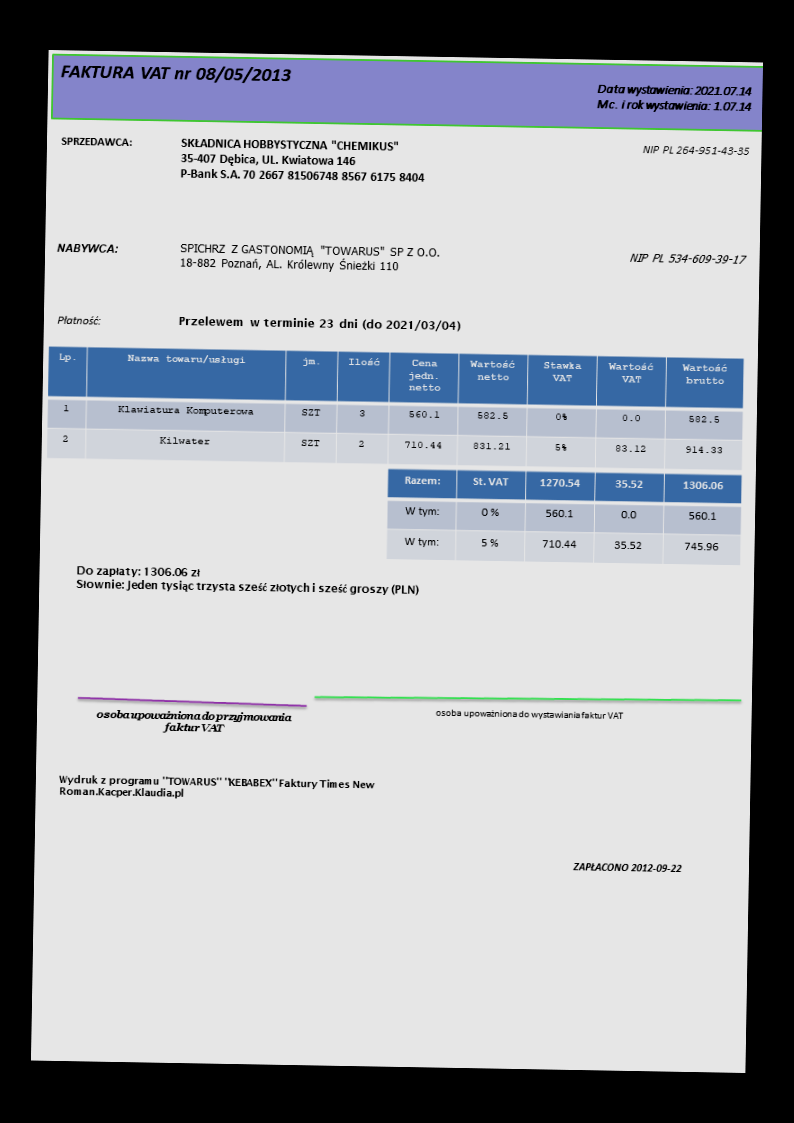 FAKTURA VAT nr 08/05/2013
Data wystawienia: 2021.07.14
Mc. i rok wystawienia: 1.07.14
SPRZEDAWCA: SKŁADNICA HOBBYSTYCZNA "CHEMIKUS" NIP PL 264-951-43-35
35-407 Dębica, UL. Kwiatowa 146
P-Bank S.A. 70 2667 81506748 8567 6175 8404
NABYWCA: SPICHRZ Z GASTONOMIĄ "TOWARUS" SP Z O.O. NIP PL 534-609-39-17
18-882 Poznań, AL. Królewny Śnieżki 110
Płatność: Przelewem w terminie 23 dni (do 2021/03/04)
Lp. Nazwa towaru/usługi jm. Ilość Cena jedn. netto Wartość netto Stawka VAT Wartość VAT Wartość brutto
1 Klawiatura Komputerowa SZT 3 560.1 582.5 0% 0.0 582.5
2 Kilwater SZT 2 710.44 831.21 5% 83.12 914.33
Razem: St. VAT 1270.54 35.52 1306.06
W tym: 0 % 560.1 0.0 560.1
W tym: 5 % 710.44 35.52 745.96
Do zapłaty: 1306.06 zł
Słownie: Jeden tysiąc trzysta sześć złotych i sześć groszy (PLN)
osoba upoważniona do przyjmowania
faktur VAT
osoba upoważniona do wystawiania faktur VAT
Wydruk z programu "TOWARUS" "KEBABEX" Faktury Times New
Roman.Kacper.Klaudia.pl
ZAPŁACONO 2012-09-22